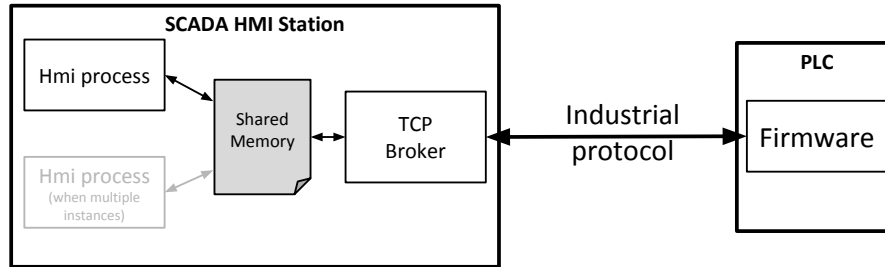 SCADA HMI Station
Hmi process
Shared
Memory
TCP
Broker
Hmi process
(when multiple
instances)
Industrial
protocol
PLC
Firmware